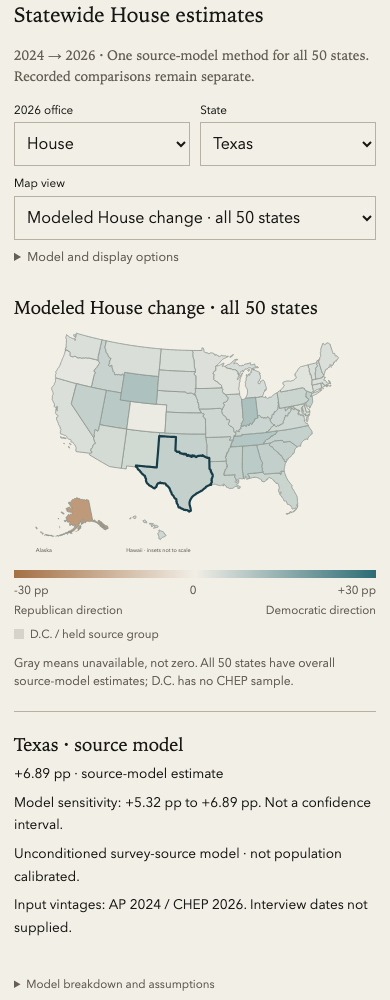 Statewide House estimates
2024 → 2026 · One source-model method for all 50 states.
Recorded comparisons remain separate.
2026 office
State
House
Texas
Map view
Modeled House change · all 50 states
Model and display options
Modeled House change · all 50 states
Alaska
Hawaii · insets not to scale
-30 pp
0
+30 pp
Republican direction
Democratic direction
D.C. / held source group
Gray means unavailable, not zero. All 50 states have overall
source-model estimates; D.C. has no CHEP sample.
Texas · source model
+6.89 pp · source-model estimate
Model sensitivity: +5.32 pp to +6.89 pp. Not a confidence
interval.
Unconditioned survey-source model · not population
calibrated.
Input vintages: AP 2024 / CHEP 2026. Interview dates not
supplied.
Model breakdown and assumptions